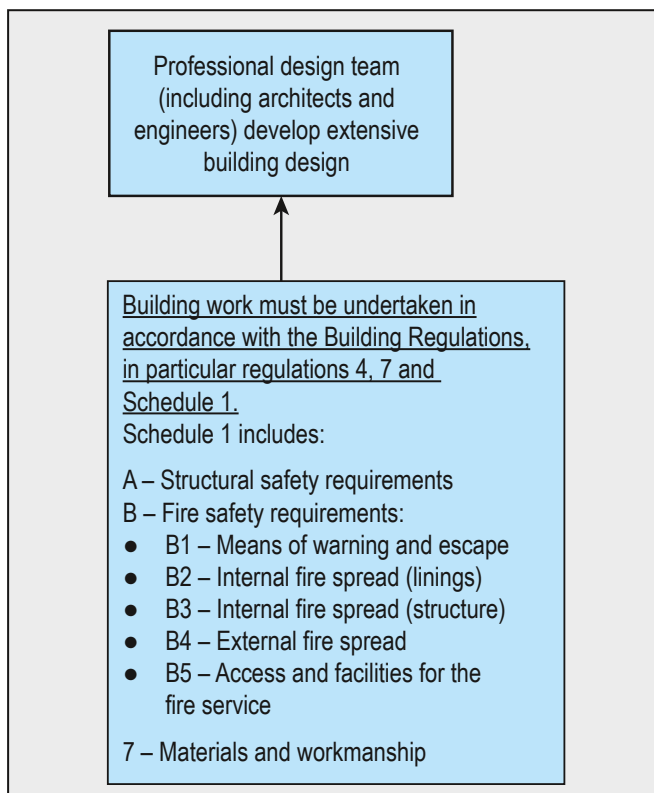 Professional design team
(including architects and
engineers) develop extensive
building design
Building work must be undertaken in
accordance with the Building Regulations,
in particular regulations 4, 7 and
Schedule 1.
Schedule 1 includes:
A – Structural safety requirements
B – Fire safety requirements:
● B1 – Means of warning and escape
● B2 – Internal fire spread (linings)
● B3 – Internal fire spread (structure)
● B4 – External fire spread
● B5 – Access and facilities for the
fire service
7 – Materials and workmanship